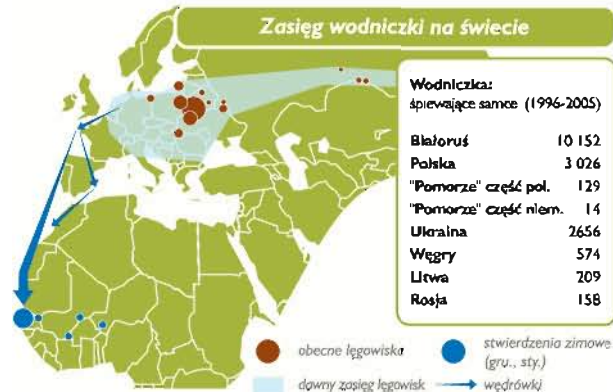 Zasięg wodniczki na świecie
Wodniczka:
śpiewające samce (1996-2005)
Białoruś 10 152
Polska 3 026
"Pomorze" część pol. 129
"Pomorze" część niem. 14
Ukraina 2656
Węgry 574
Litwa 209
Rosja 158
obecne lęgowiska
stwierdzenia zimowe
(gru., sty.)
dawny zasięg lęgowisk
wędrówki